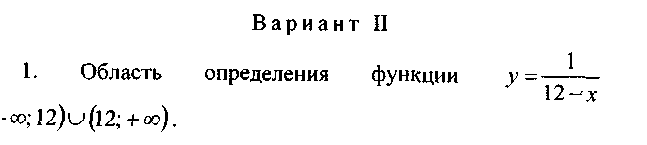 Вариант II
1. Область определения функции y = 1/(12 − x)
-∞; 12)∪(12; + ∞).